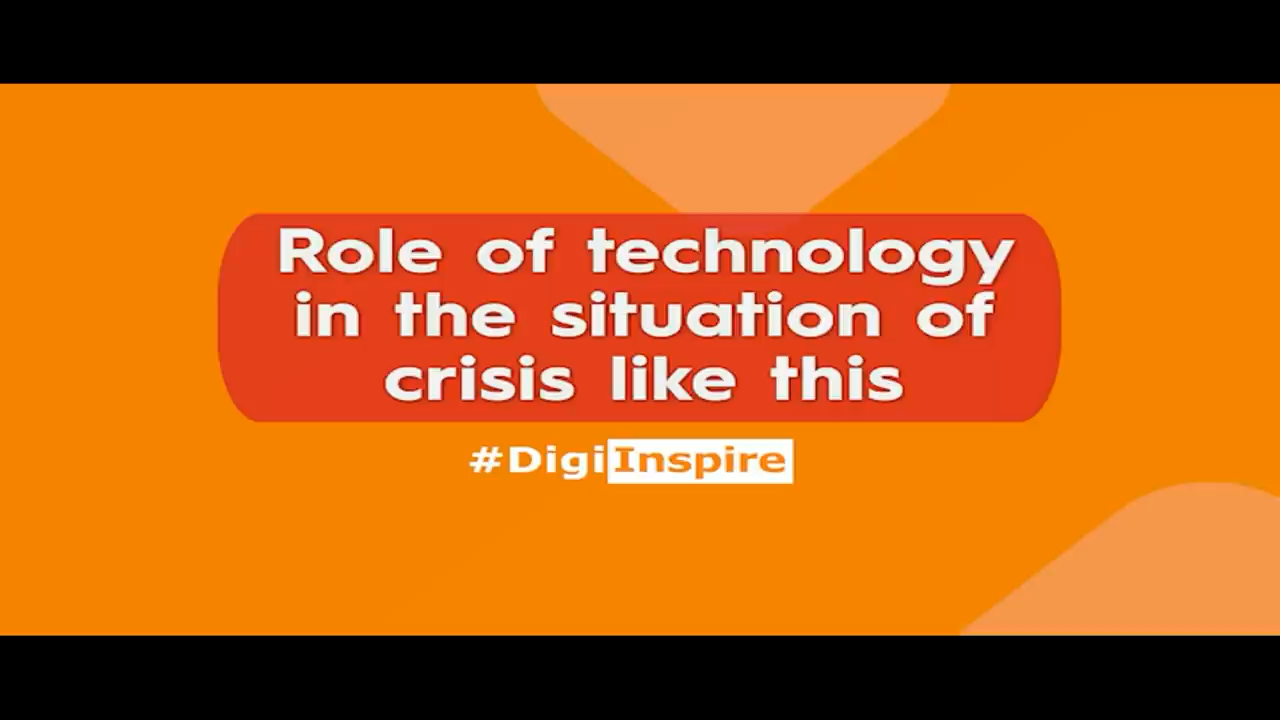 Role of technology
in the situation of
crisis like this
#DigiInspire